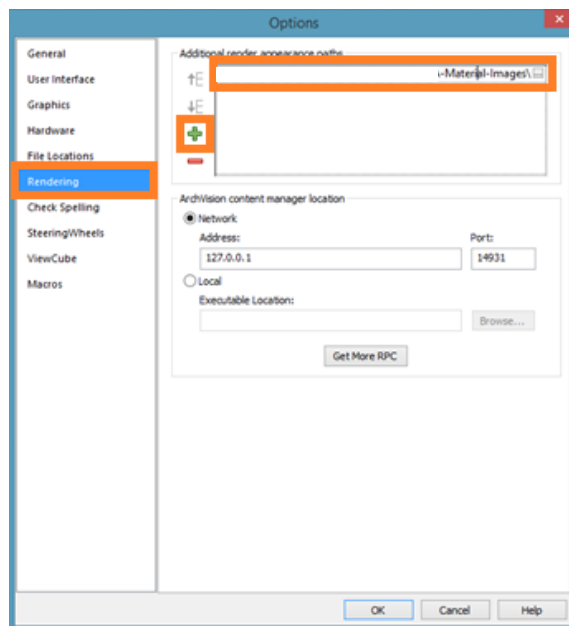 Options
General
User Interface
Graphics
Hardware
File Locations
Rendering
Check Spelling
SteeringWheels
ViewCube
Macros
Additional render appearance paths
-Material-Images\
ArchVision content manager location
Network
Address:
Port:
127.0.0.1
14931
Local
Executable Location:
Browse...
Get More RPC
OK
Cancel
Help